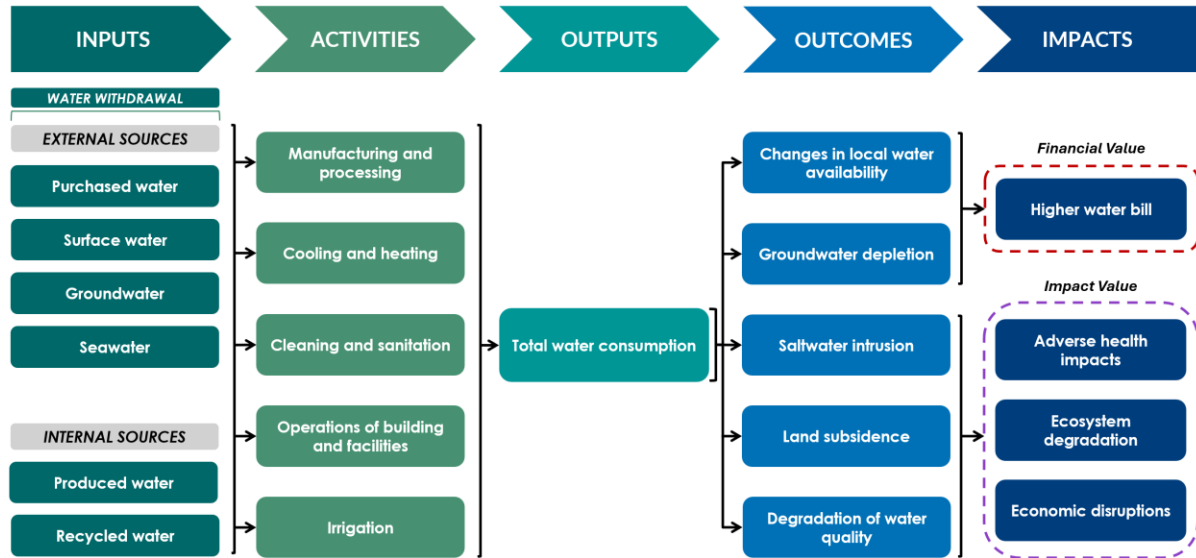 INPUTS
ACTIVITIES
OUTPUTS
OUTCOMES
IMPACTS
WATER WITHDRAWAL
EXTERNAL SOURCES
Purchased water
Surface water
Groundwater
Seawater
INTERNAL SOURCES
Produced water
Recycled water
Manufacturing and
processing
Cooling and heating
Cleaning and sanitation
Operations of building
and facilities
Irrigation
Total water consumption
Changes in local water
availability
Groundwater depletion
Saltwater intrusion
Land subsidence
Degradation of water
quality
Financial Value
Higher water bill
Impact Value
Adverse health
impacts
Ecosystem
degradation
Economic disruptions